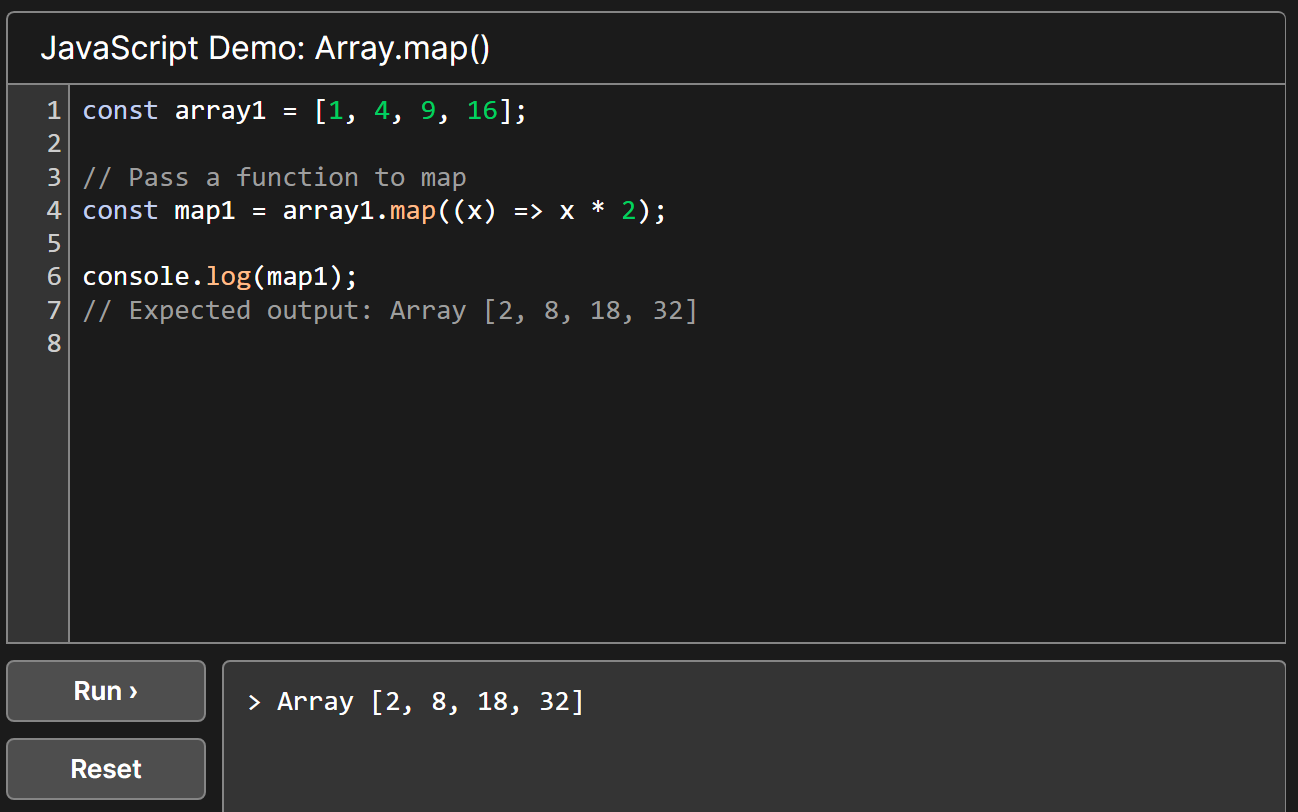 JavaScript Demo: Array.map()
1 const array1 = [1, 4, 9, 16];
2
3 // Pass a function to map
4 const map1 = array1.map((x) => x * 2);
5
6 console.log(map1);
7 // Expected output: Array [2, 8, 18, 32]
8
Run ›
> Array [2, 8, 18, 32]
Reset